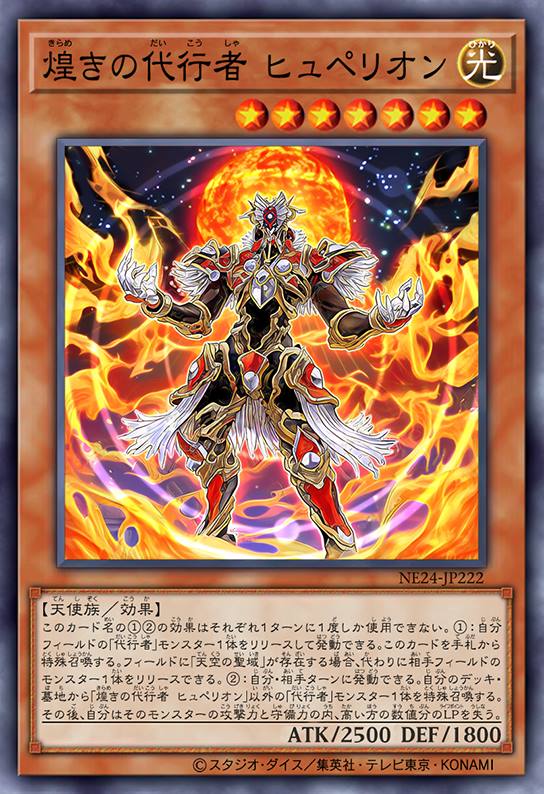 煌きの代行者 ヒュペリオン 光
NE24-JP222
【天使族／効果】
このカード名の①②の効果はそれぞれ1ターンに1度しか使用できない。①：自分
フィールドの「代行者」モンスター1体をリリースして発動できる。このカードを手札から
特殊召喚する。フィールドに「天空の聖域」が存在する場合、代わりに相手フィールドの
モンスター1体をリリースできる。②：自分・相手ターンに発動できる。自分のデッキ・
墓地から「煌きの代行者 ヒュペリオン」以外の「代行者」モンスター1体を特殊召喚する。
その後、自分はそのモンスターの攻撃力と守備力の内、高い方の数値分のLPを失う。
ATK/2500 DEF/1800
©スタジオ・ダイス／集英社・テレビ東京・KONAMI